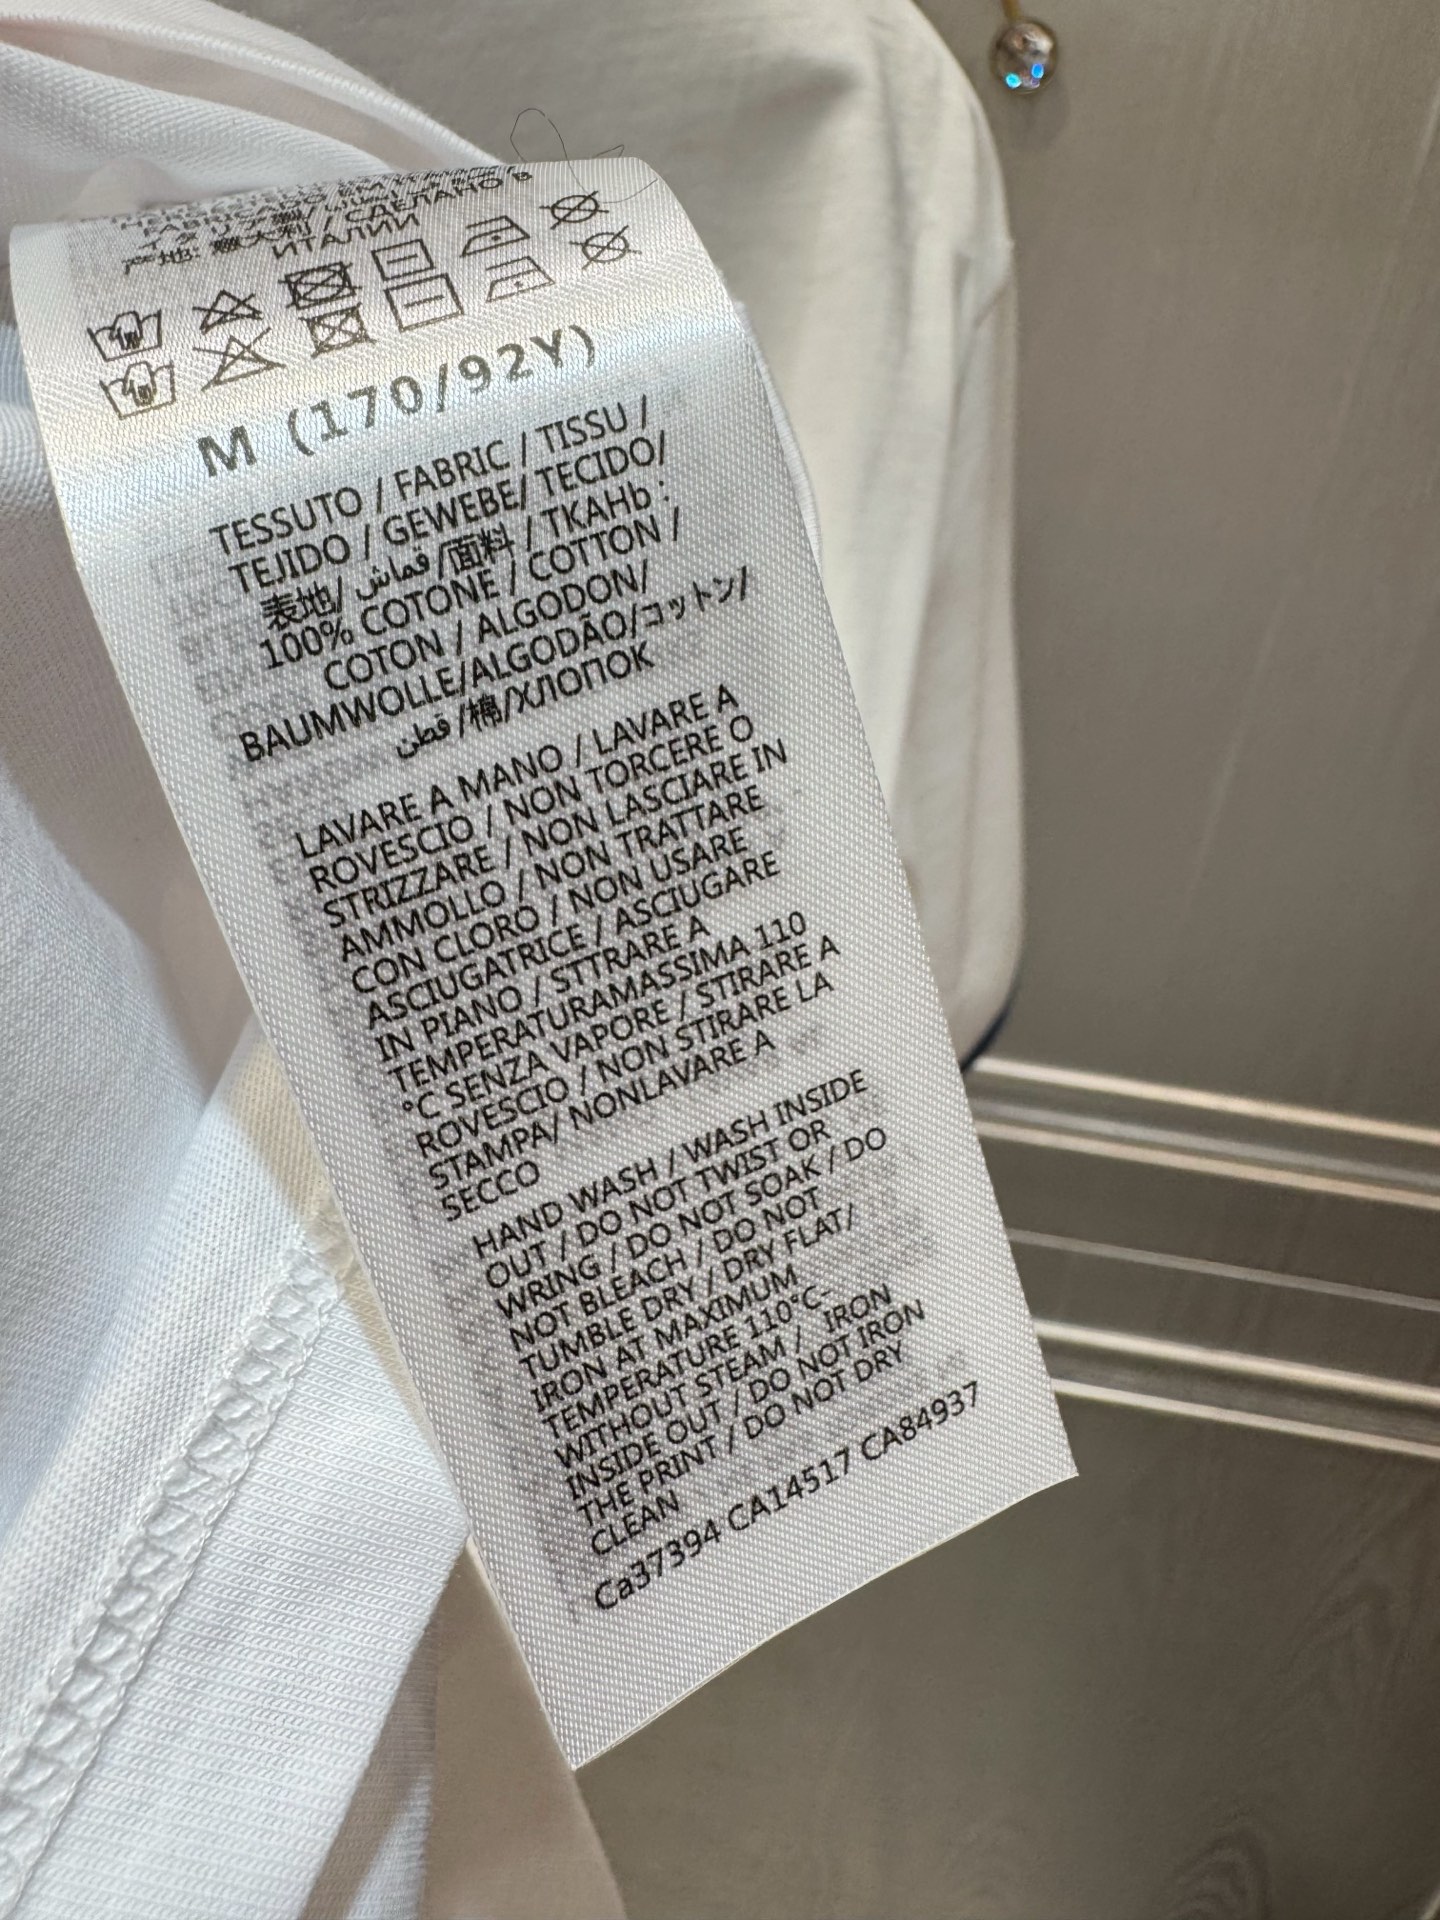 FABRICADO EM
СДЕЛАНО В
ИТАЛИИ
M (170/92Y)
TESSUTO / FABRIC / TISSU /
TEJIDO / GEWEBE/ TECIDO/
表地/ قماش /面料 / TKAHb :
100% COTONE / COTTON /
COTON / ALGODON/
BAUMWOLLE/ALGODÃO/コットン/
قطن /棉/ХЛОПОК
LAVARE A MANO / LAVARE A
ROVESCIO / NON TORCERE O
STRIZZARE / NON LASCIARE IN
AMMOLLO / NON TRATTARE
CON CLORO / NON USARE
ASCIUGATRICE / ASCIUGARE
IN PIANO / STTRARE A
TEMPERATURAMASSIMA 110
°C SENZA VAPORE / STIRARE A
ROVESCIO / NON STIRARE LA
STAMPA/ NONLAVARE A
SECCO
HAND WASH / WASH INSIDE
OUT / DO NOT TWIST OR
WRING / DO NOT SOAK / DO
NOT BLEACH / DO NOT
TUMBLE DRY / DRY FLAT/
IRON AT MAXIMUM
TEMPERATURE 110°C-
WITHOUT STEAM / IRON
INSIDE OUT / DO NOT IRON
THE PRINT / DO NOT DRY
CLEAN
Ca37394 CA14517 CA84937